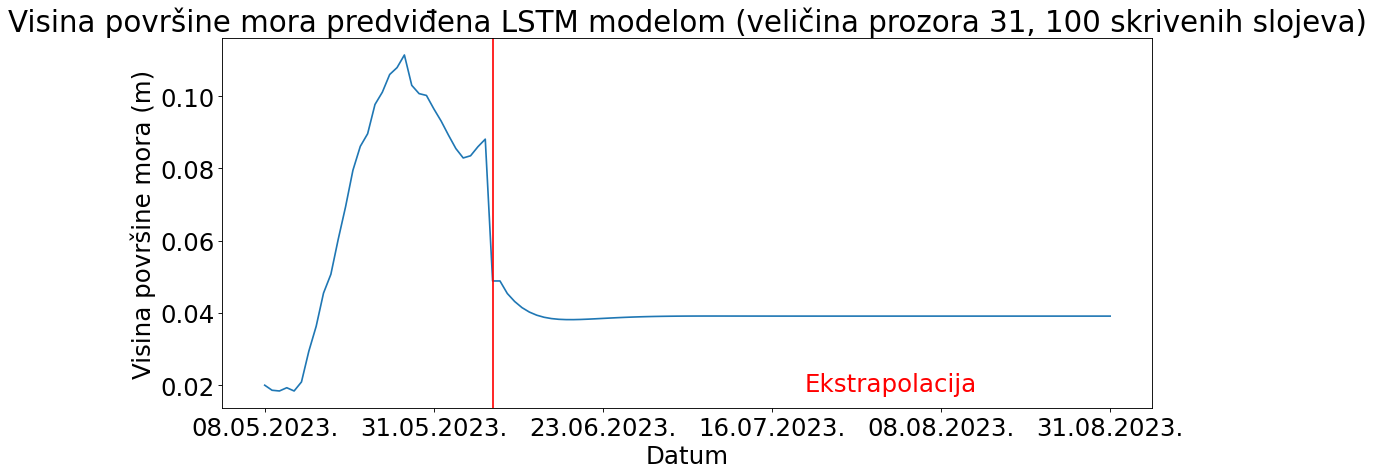 Visina površine mora predviđena LSTM modelom (veličina prozora 31, 100 skrivenih slojeva)
Visina površine mora (m)
0.10
0.08
0.06
0.04
0.02
Ekstrapolacija
08.05.2023. 31.05.2023. 23.06.2023. 16.07.2023. 08.08.2023. 31.08.2023.
Datum